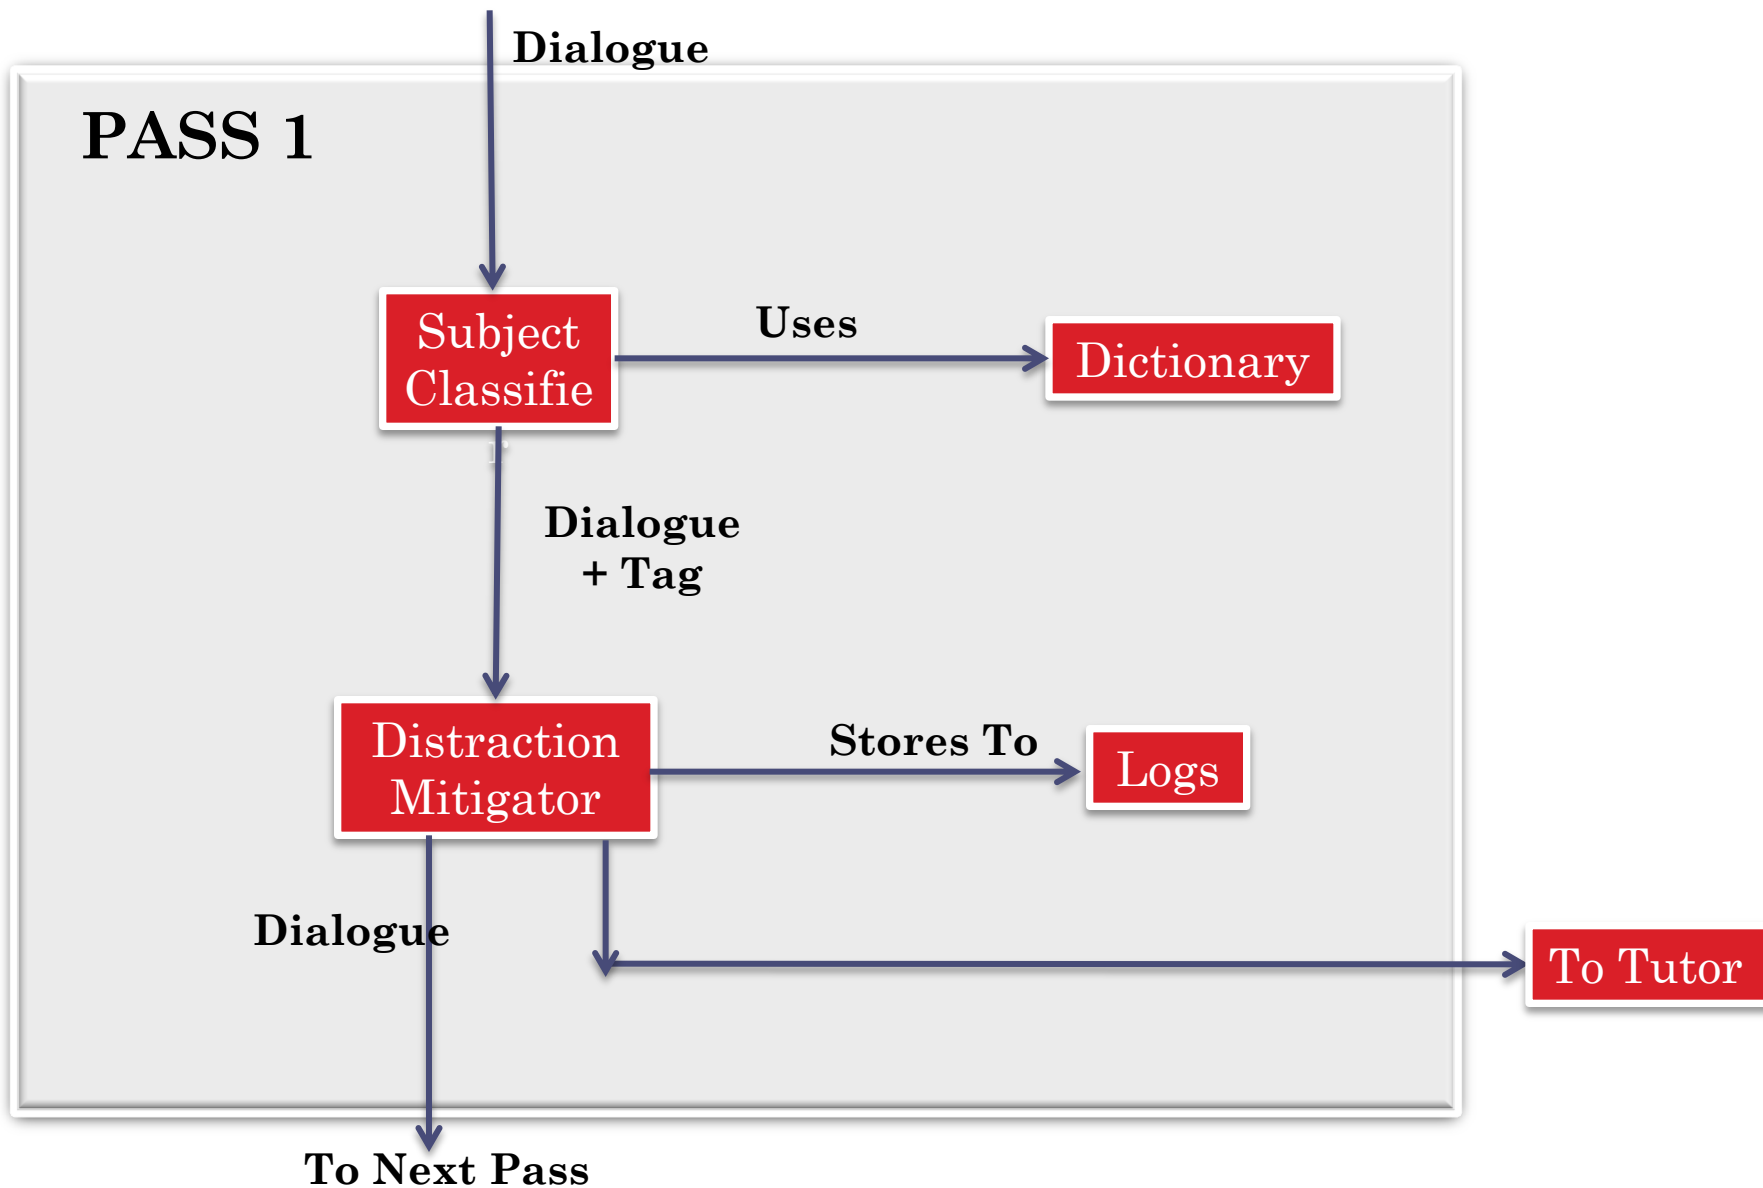 Dialogue
PASS 1
Subject
Classifie
r
Uses
Dictionary
Dialogue
+ Tag
Distraction
Mitigator
Stores To
Logs
Dialogue
To Tutor
To Next Pass